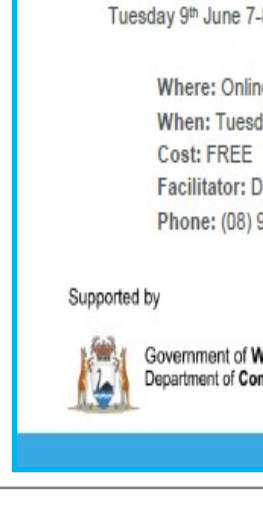 Tuesday 9th June 7-
Where: Online
When: Tuesd
Cost: FREE
Facilitator: D
Phone: (08) 9
Supported by
Government of W
Department of Com